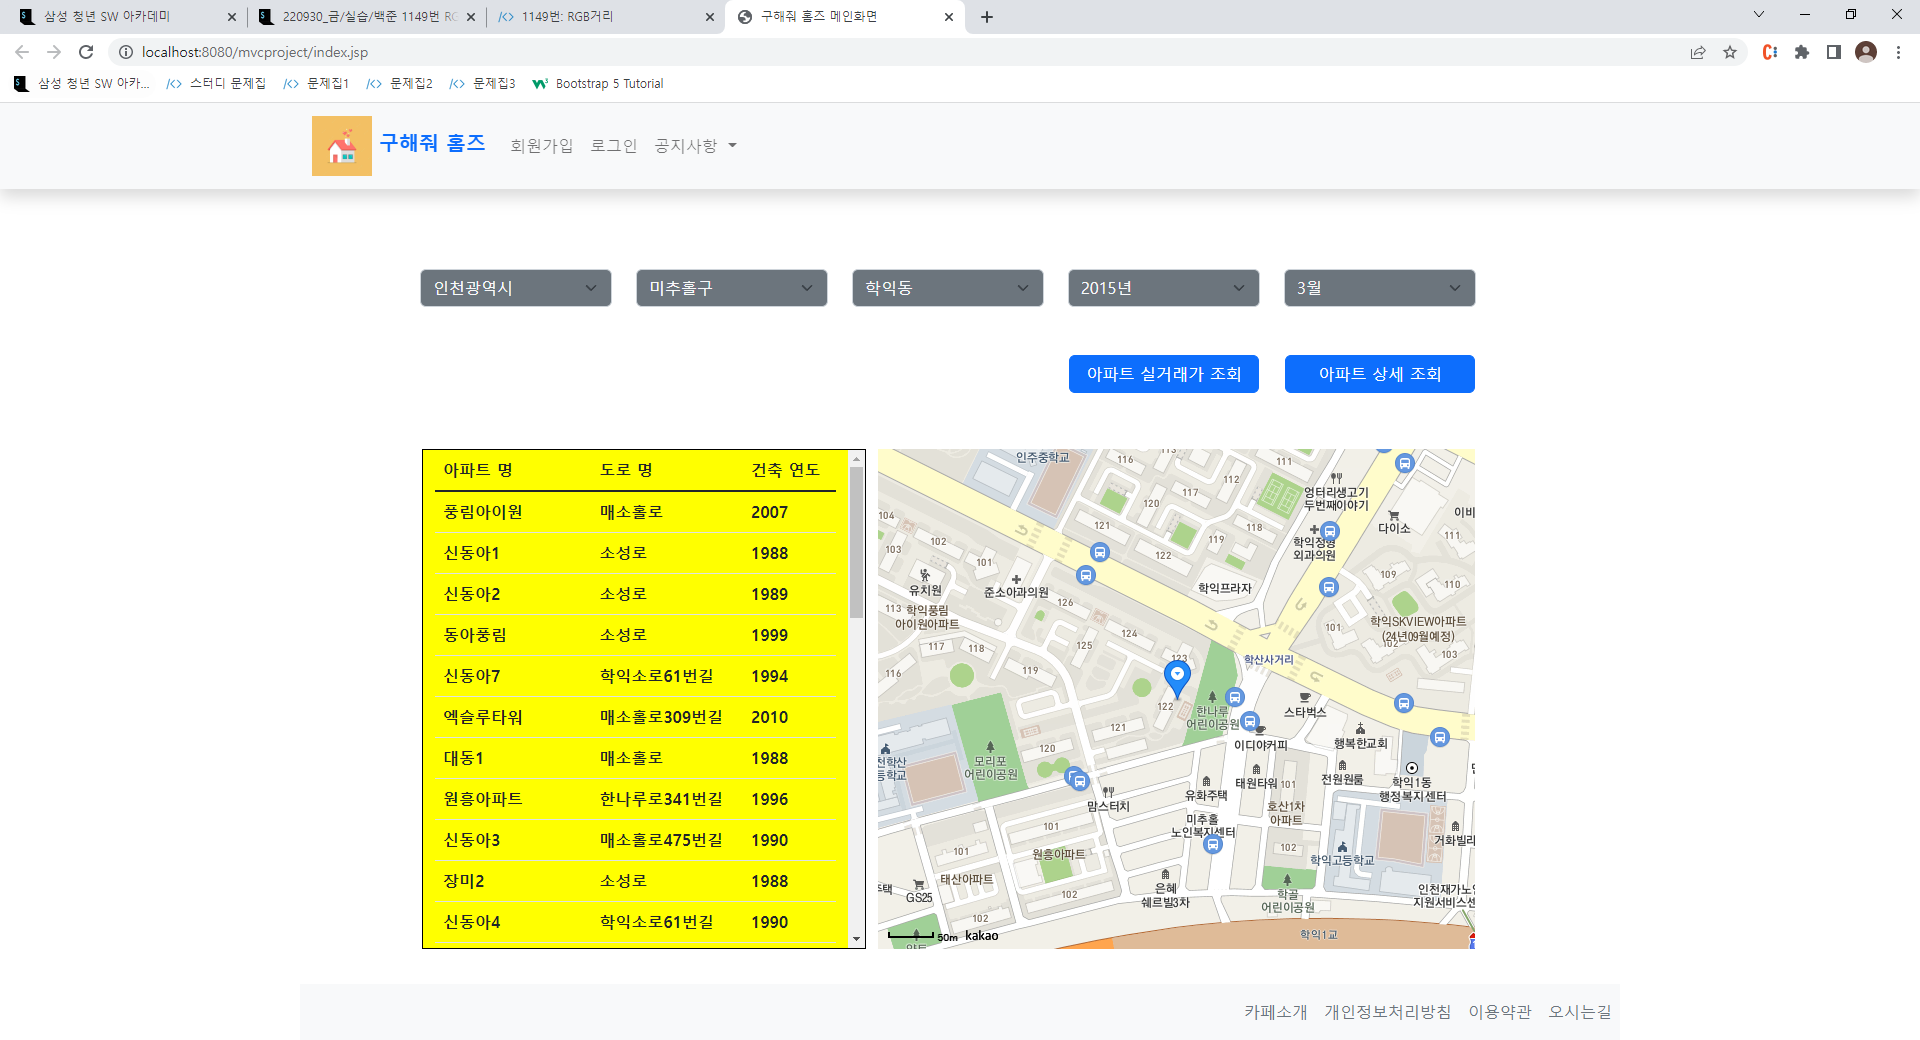 삼성 청년 SW 아카데미
220930_금/실습/백준 1149번 RG
1149번: RGB거리
구해줘 홈즈 메인화면
localhost:8080/mvcproject/index.jsp
삼성 청년 SW 아카...
스터디 문제집
문제집1
문제집2
문제집3
Bootstrap 5 Tutorial
구해줘 홈즈 회원가입 로그인 공지사항
인천광역시 미추홀구 학익동 2015년 3월
아파트 실거래가 조회 아파트 상세 조회
아파트 명 도로 명 건축 연도
풍림아이원 매소홀로 2007
신동아1 소성로 1988
신동아2 소성로 1989
동아풍림 소성로 1999
신동아7 학익소로61번길 1994
엑슬루타워 매소홀로309번길 2010
대동1 매소홀로 1988
원흥아파트 한나루로341번길 1996
신동아3 매소홀로475번길 1990
장미2 소성로 1988
신동아4 학익소로61번길 1990
인주중학교
116
113
111
112
117
120
118
엉터리생고기
두번째이야기
다이소
이비
104
121
119
122
102
103
101
학익정형
외과의원
111
유치원
준소아과의원
학익프라자
109
110
113
학익풍림
아이원아파트
126
124
125
101
학익SKVIEW아파트
(24년09월예정)
102
103
117
118
119
116
123
학산사거리
122
한나루
어린이공원
스타벅스
121
120
이디야커피
행복한교회
천학산
등학교
모리포
어린이공원
태원타워
101
전원원룸
학익1동
행정복지센터
맘스터치
유화주택
호산1차
아파트
미추홀
노인복지센터
101
101
원흥아파트
102
102
학익고등학교
거화빌라
주택
GS25
태산아파트
102
은혜
쉐르빌3차
학골
어린이공원
인천재가노인
지원서비스센
50m kakao
학익1교
카페소개 개인정보처리방침 이용약관 오시는길